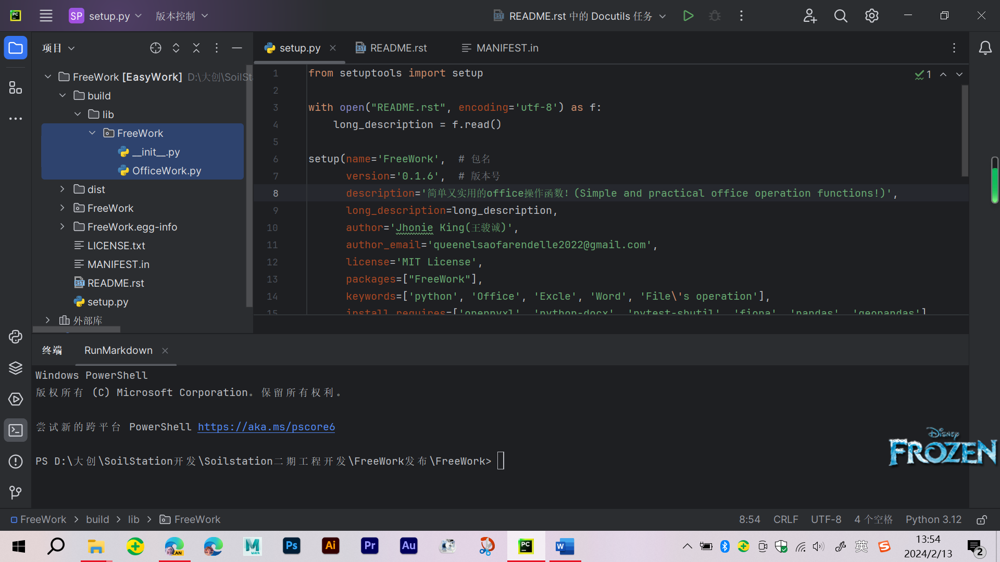 PC
SP setup.py 版本控制
README.rst 中的 Docutils 任务
项目
FreeWork [EasyWork] D:\大创\SoilSt
build
lib
FreeWork
__init__.py
OfficeWork.py
dist
FreeWork
FreeWork.egg-info
LICENSE.txt
MANIFEST.in
RST README.rst
setup.py
外部库
setup.py
RST README.rst
MANIFEST.in
1
1 from setuptools import setup
2
3 with open("README.rst", encoding='utf-8') as f:
4 long_description = f.read()
5
6 setup(name='FreeWork', # 包名
7 version='0.1.6', # 版本号
8 description='简单又实用的office操作函数！(Simple and practical office operation functions!)',
9 long_description=long_description,
10 author='Jhonie King(王骏诚)',
11 author_email='queenelsaofarendelle2022@gmail.com',
12 license='MIT License',
13 packages=["FreeWork"],
14 keywords=['python', 'Office', 'Excle', 'Word', 'File\'s operation'],
15 install_requires=['openpyxl', 'python-docx', 'pytest-shutil', 'fiona', 'pandas', 'geopandas']
终端 RunMarkdown
Windows PowerShell
版权所有 (C) Microsoft Corporation。保留所有权利。
尝试新的跨平台 PowerShell https://aka.ms/pscore6
PS D:\大创\SoilStation开发\Soilstation二期工程开发\FreeWork发布\FreeWork>
Disney
FROZEN
FreeWork > build > lib > FreeWork
8:54 CRLF UTF-8 4 个空格 Python 3.12
LAN
M MAYA
Ps
Ai
Pr
Au
PC
W
英
S
13:54
2024/2/13
2